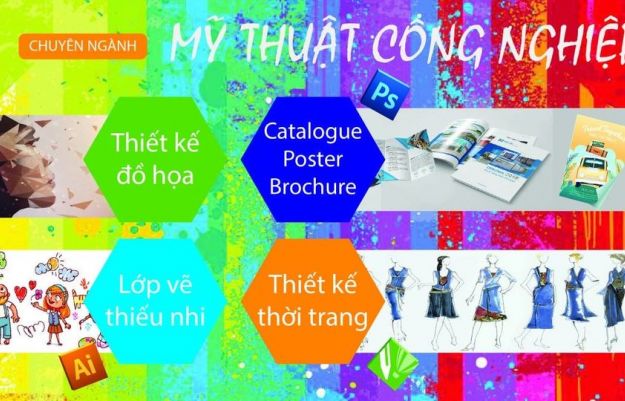 CHUYÊN NGÀNH
MỸ THUẬT CÔNG NGHIỆP
Thiết kế
đồ họa
Catalogue
Poster
Brochure
Ps
Lớp vẽ
thiếu nhi
Thiết kế
thời trang
Ai